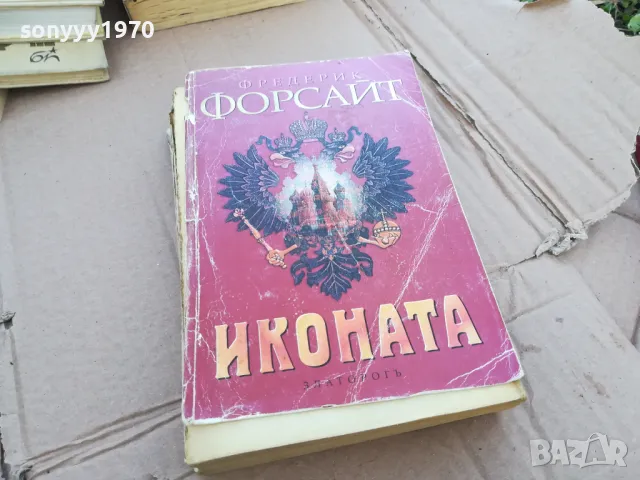 sonyyy1970
ФРЕДЕРИК
ФОРСАЙТ
ИКОНАТА
ЗЛАТОРОГЪ
BAZAR